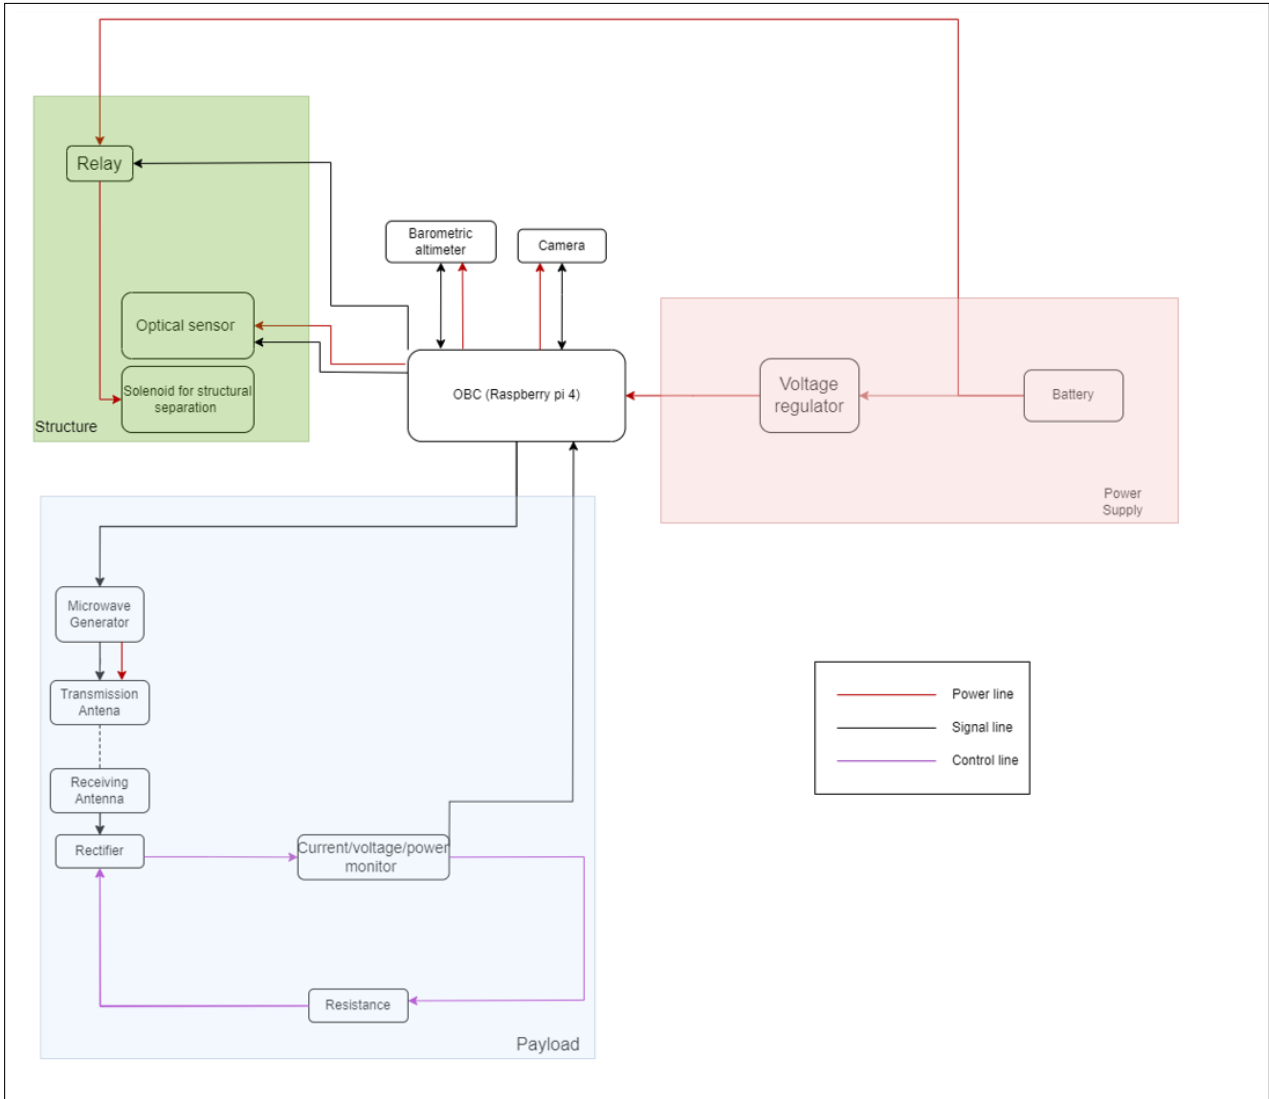 Relay
Barometric
altimeter
Camera
Optical sensor
Solenoid for structural
separation
Structure
OBC (Raspberry pi 4)
Voltage
regulator
Battery
Power
Supply
Microwave
Generator
Transmission
Antena
Receiving
Antenna
Rectifier
Current/voltage/power
monitor
Resistance
Payload
Power line
Signal line
Control line